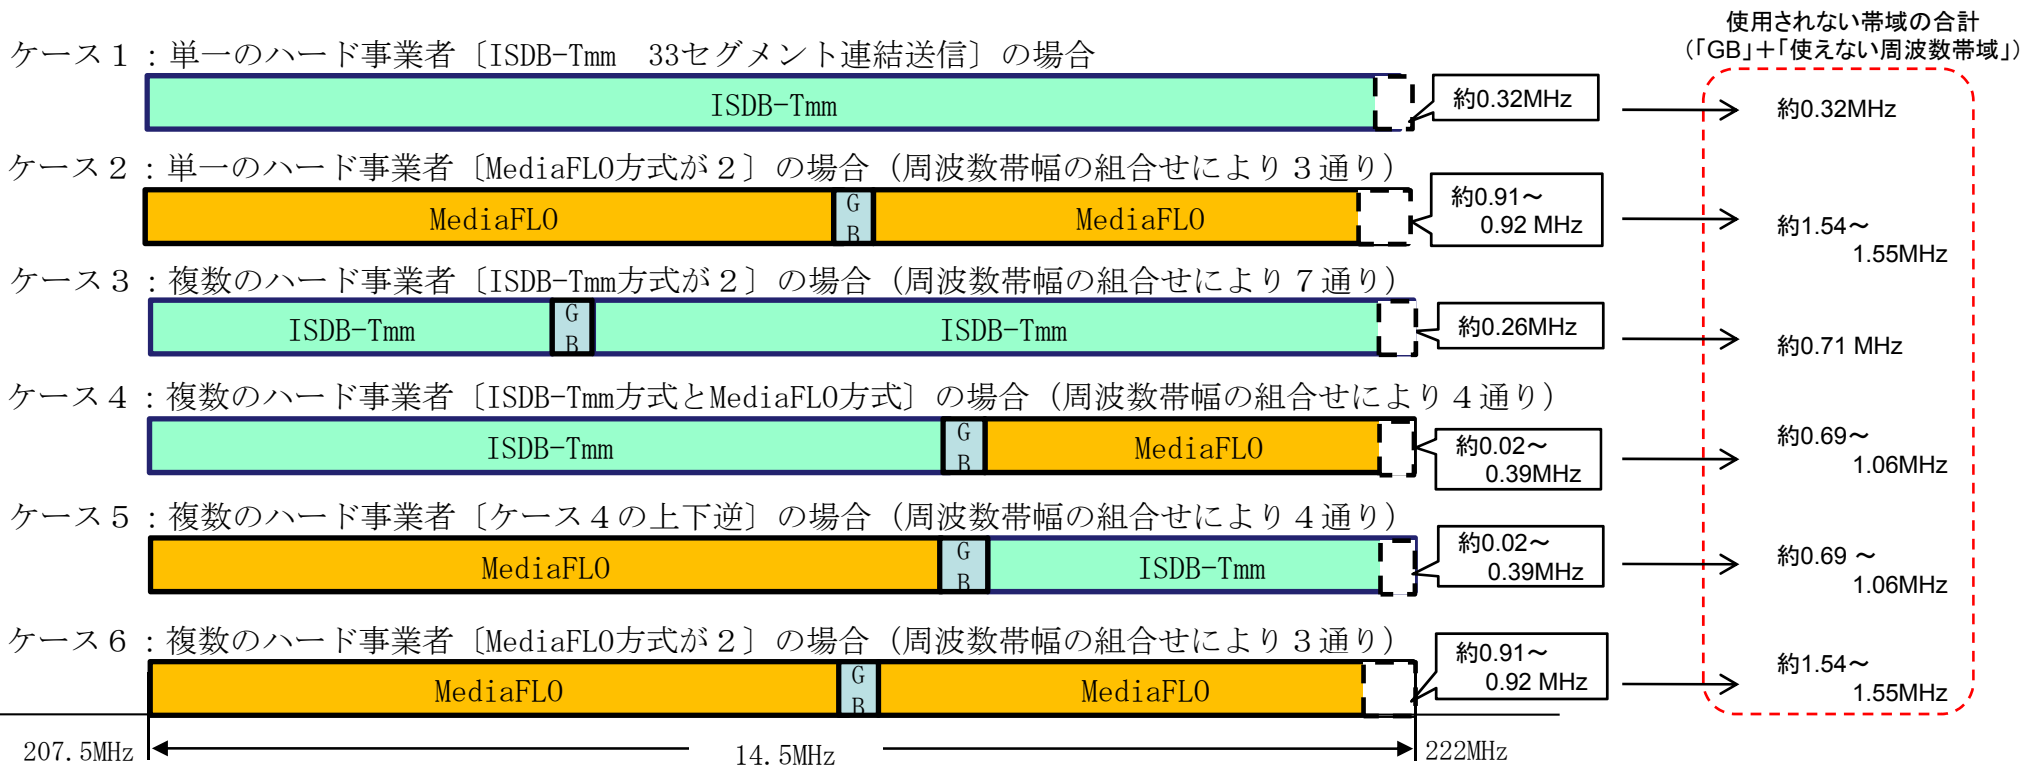 使用されない帯域の合計
(「GB」＋「使えない周波数帯域」)
ケース１：単一のハード事業者〔ISDB-Tmm　33セグメント連結送信〕の場合
ISDB-Tmm
約0.32MHz
約0.32MHz
ケース２：単一のハード事業者〔MediaFLO方式が２〕の場合（周波数帯幅の組合せにより３通り）
MediaFLO
G
B
MediaFLO
約0.91～
0.92 MHz
約1.54～
1.55MHz
ケース３：複数のハード事業者〔ISDB-Tmm方式が２〕の場合（周波数帯幅の組合せにより７通り）
ISDB-Tmm
G
B
ISDB-Tmm
約0.26MHz
約0.71 MHz
ケース４：複数のハード事業者〔ISDB-Tmm方式とMediaFLO方式〕の場合（周波数帯幅の組合せにより４通り）
ISDB-Tmm
G
B
MediaFLO
約0.02～
0.39MHz
約0.69～
1.06MHz
ケース５：複数のハード事業者〔ケース４の上下逆〕の場合（周波数帯幅の組合せにより４通り）
MediaFLO
G
B
ISDB-Tmm
約0.02～
0.39MHz
約0.69 ～
1.06MHz
ケース６：複数のハード事業者〔MediaFLO方式が２〕の場合（周波数帯幅の組合せにより３通り）
MediaFLO
G
B
MediaFLO
約0.91～
0.92 MHz
約1.54～
1.55MHz
207.5MHz
14.5MHz
222MHz